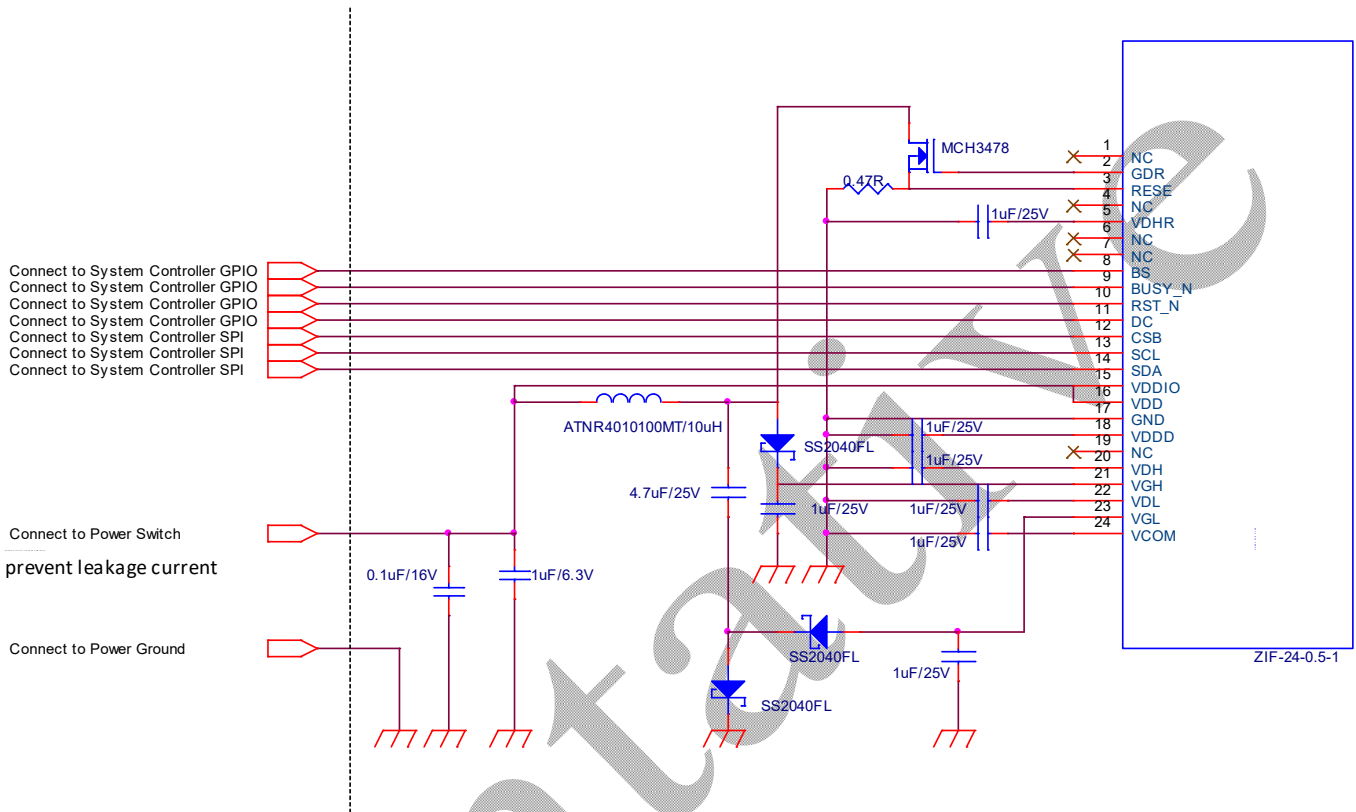 MCH3478
0.47R
1uF/25V
1
NC
2
GDR
3
RESE
4
NC
5
VDHR
6
NC
7
NC
8
BS
9
BUSY_N
10
RST_N
11
DC
12
CSB
13
SCL
14
SDA
15
VDDIO
16
VDD
17
GND
18
VDDD
19
NC
20
VDH
21
VGH
22
VDL
23
VGL
24
VCOM
Connect to System Controller GPIO
Connect to System Controller GPIO
Connect to System Controller GPIO
Connect to System Controller GPIO
Connect to System Controller SPI
Connect to System Controller SPI
Connect to System Controller SPI
ATNR4010100MT/10uH
SS2040FL
1uF/25V
1uF/25V
4.7uF/25V
1uF/25V
1uF/25V
1uF/25V
Connect to Power Switch
prevent leakage current
0.1uF/16V
1uF/6.3V
Connect to Power Ground
SS2040FL
1uF/25V
SS2040FL
ZIF-24-0.5-1
tative